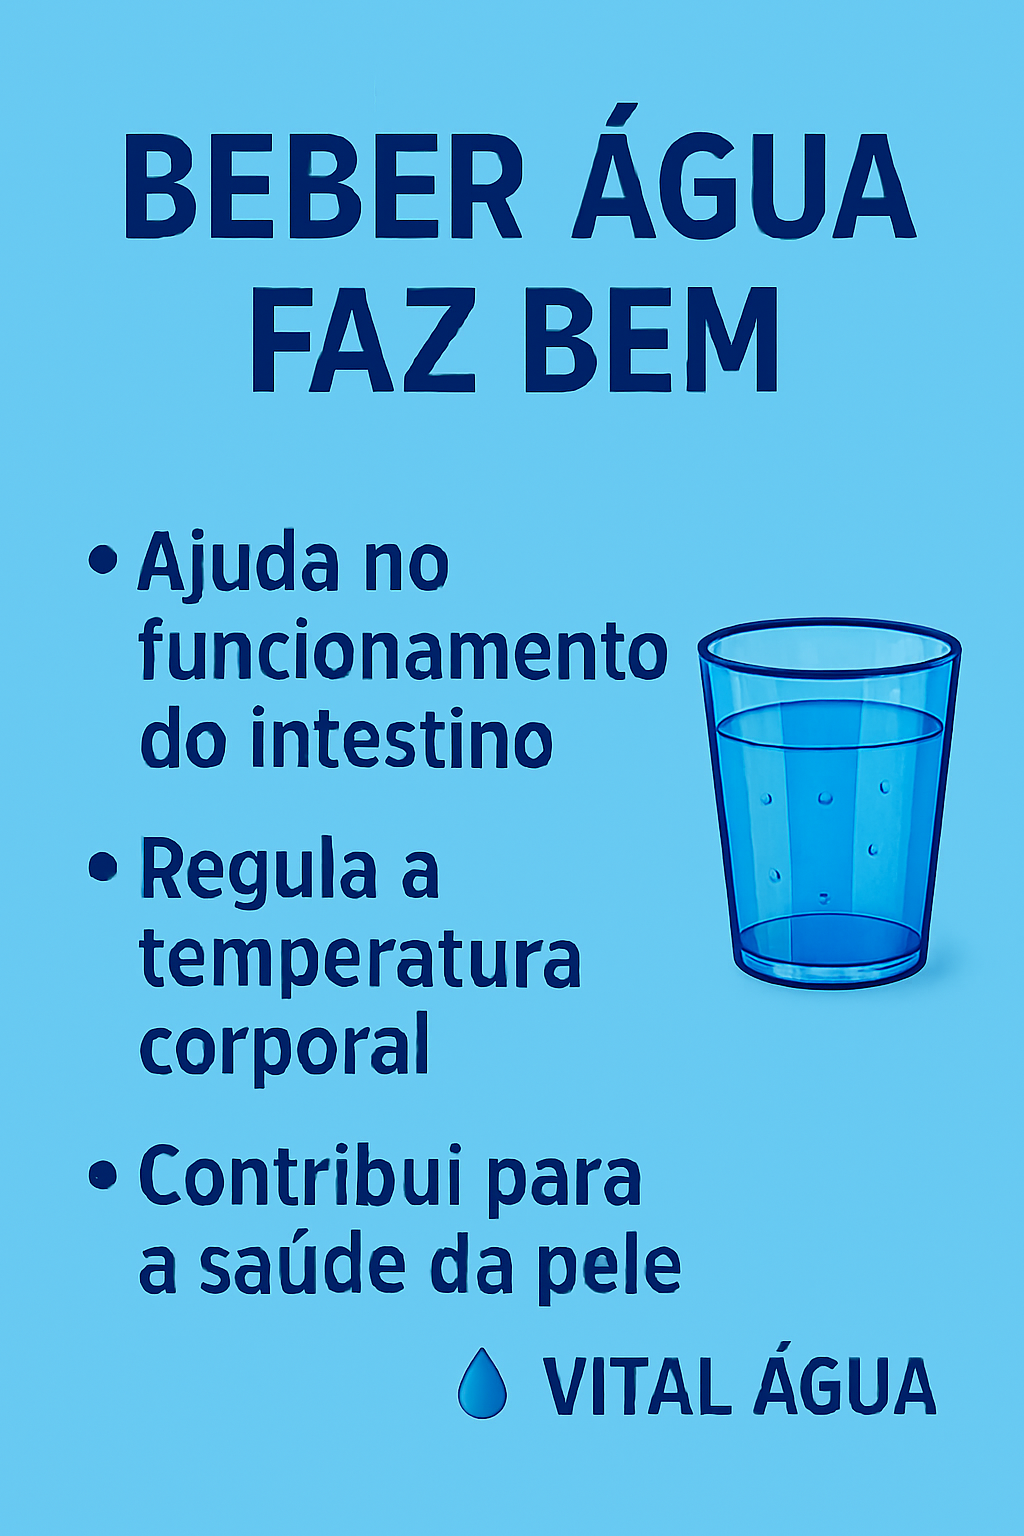 BEBER ÁGUA
FAZ BEM
• Ajuda no
funcionamento
do intestino
• Regula a
temperatura
corporal
• Contribui para
a saúde da pele
VITAL ÁGUA